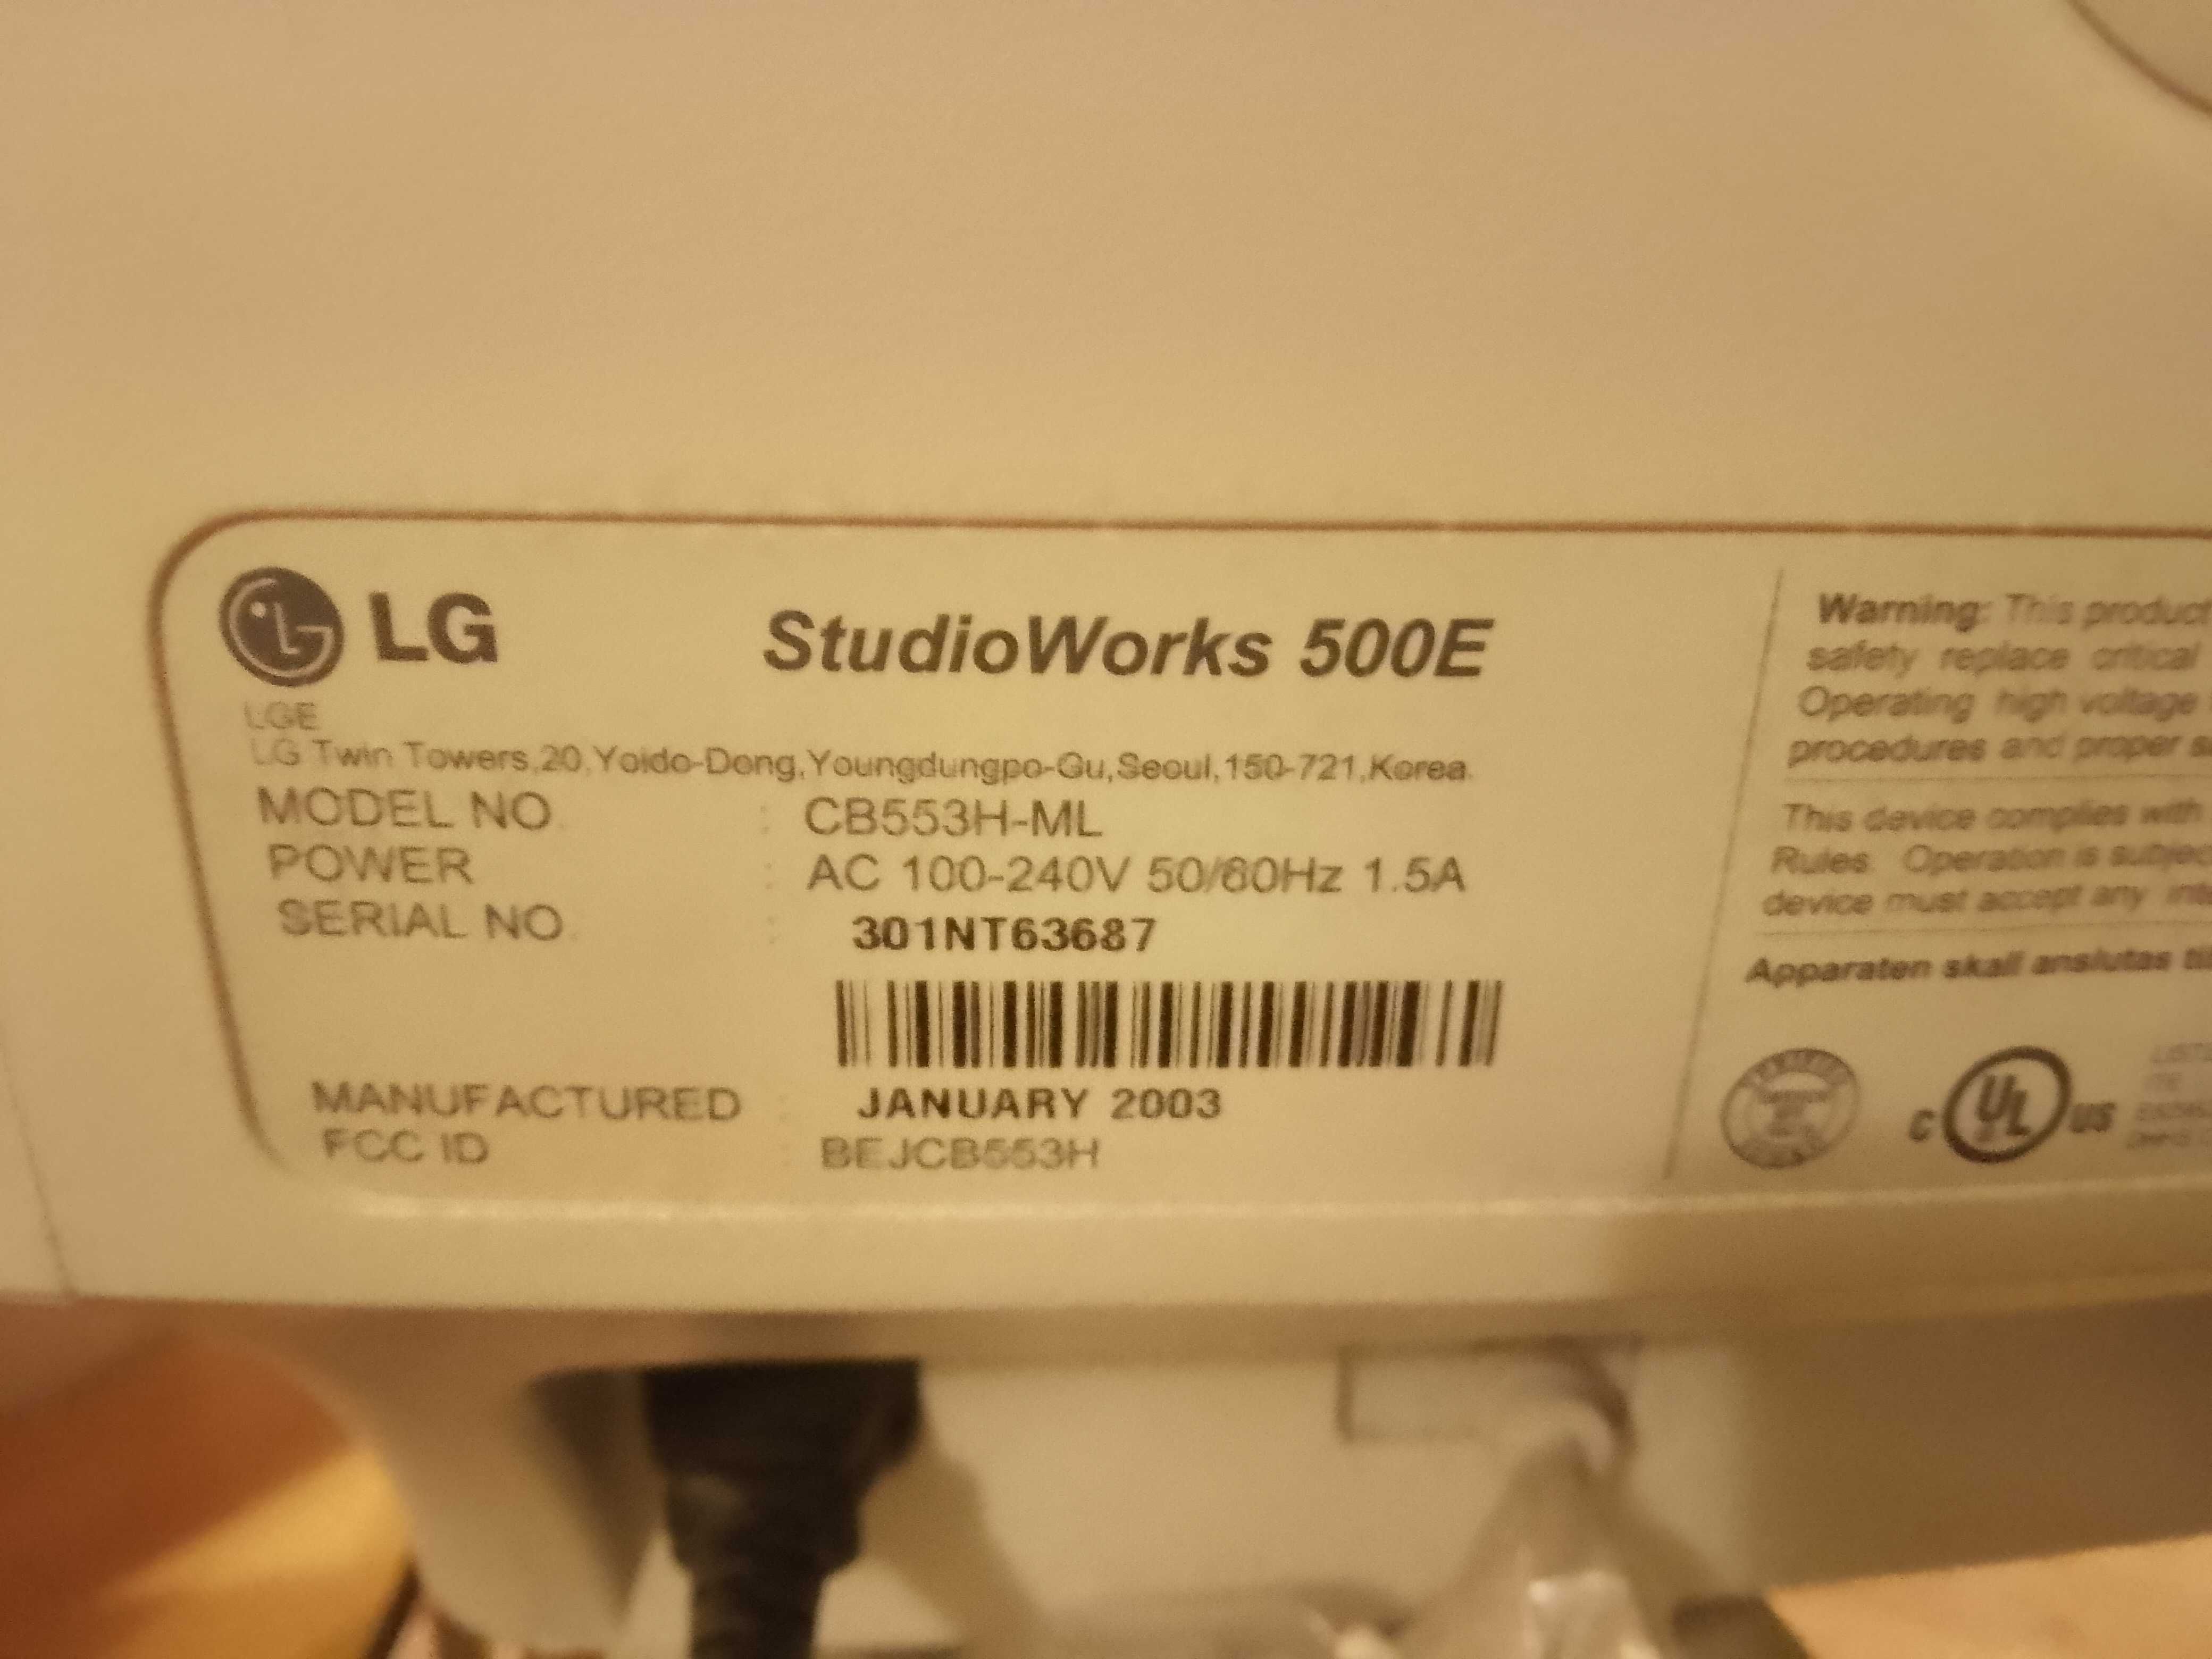 LG StudioWorks 500E
LGE
LG Twin Towers,20,Yoido-Dong,Youngdungpo-Gu,Seoul,150-721,Korea.
MODEL NO. : CB553H-ML
POWER : AC 100-240V 50/60Hz 1.5A
SERIAL NO. : 301NT63687
MANUFACTURED : JANUARY 2003
FCC ID : BEJCB553H
Warning: This product
safety replace critical
Operating high voltage
procedures and proper
This device complies with
Rules. Operation is
device must accept any
Apparaten skall anslutas
C UL US